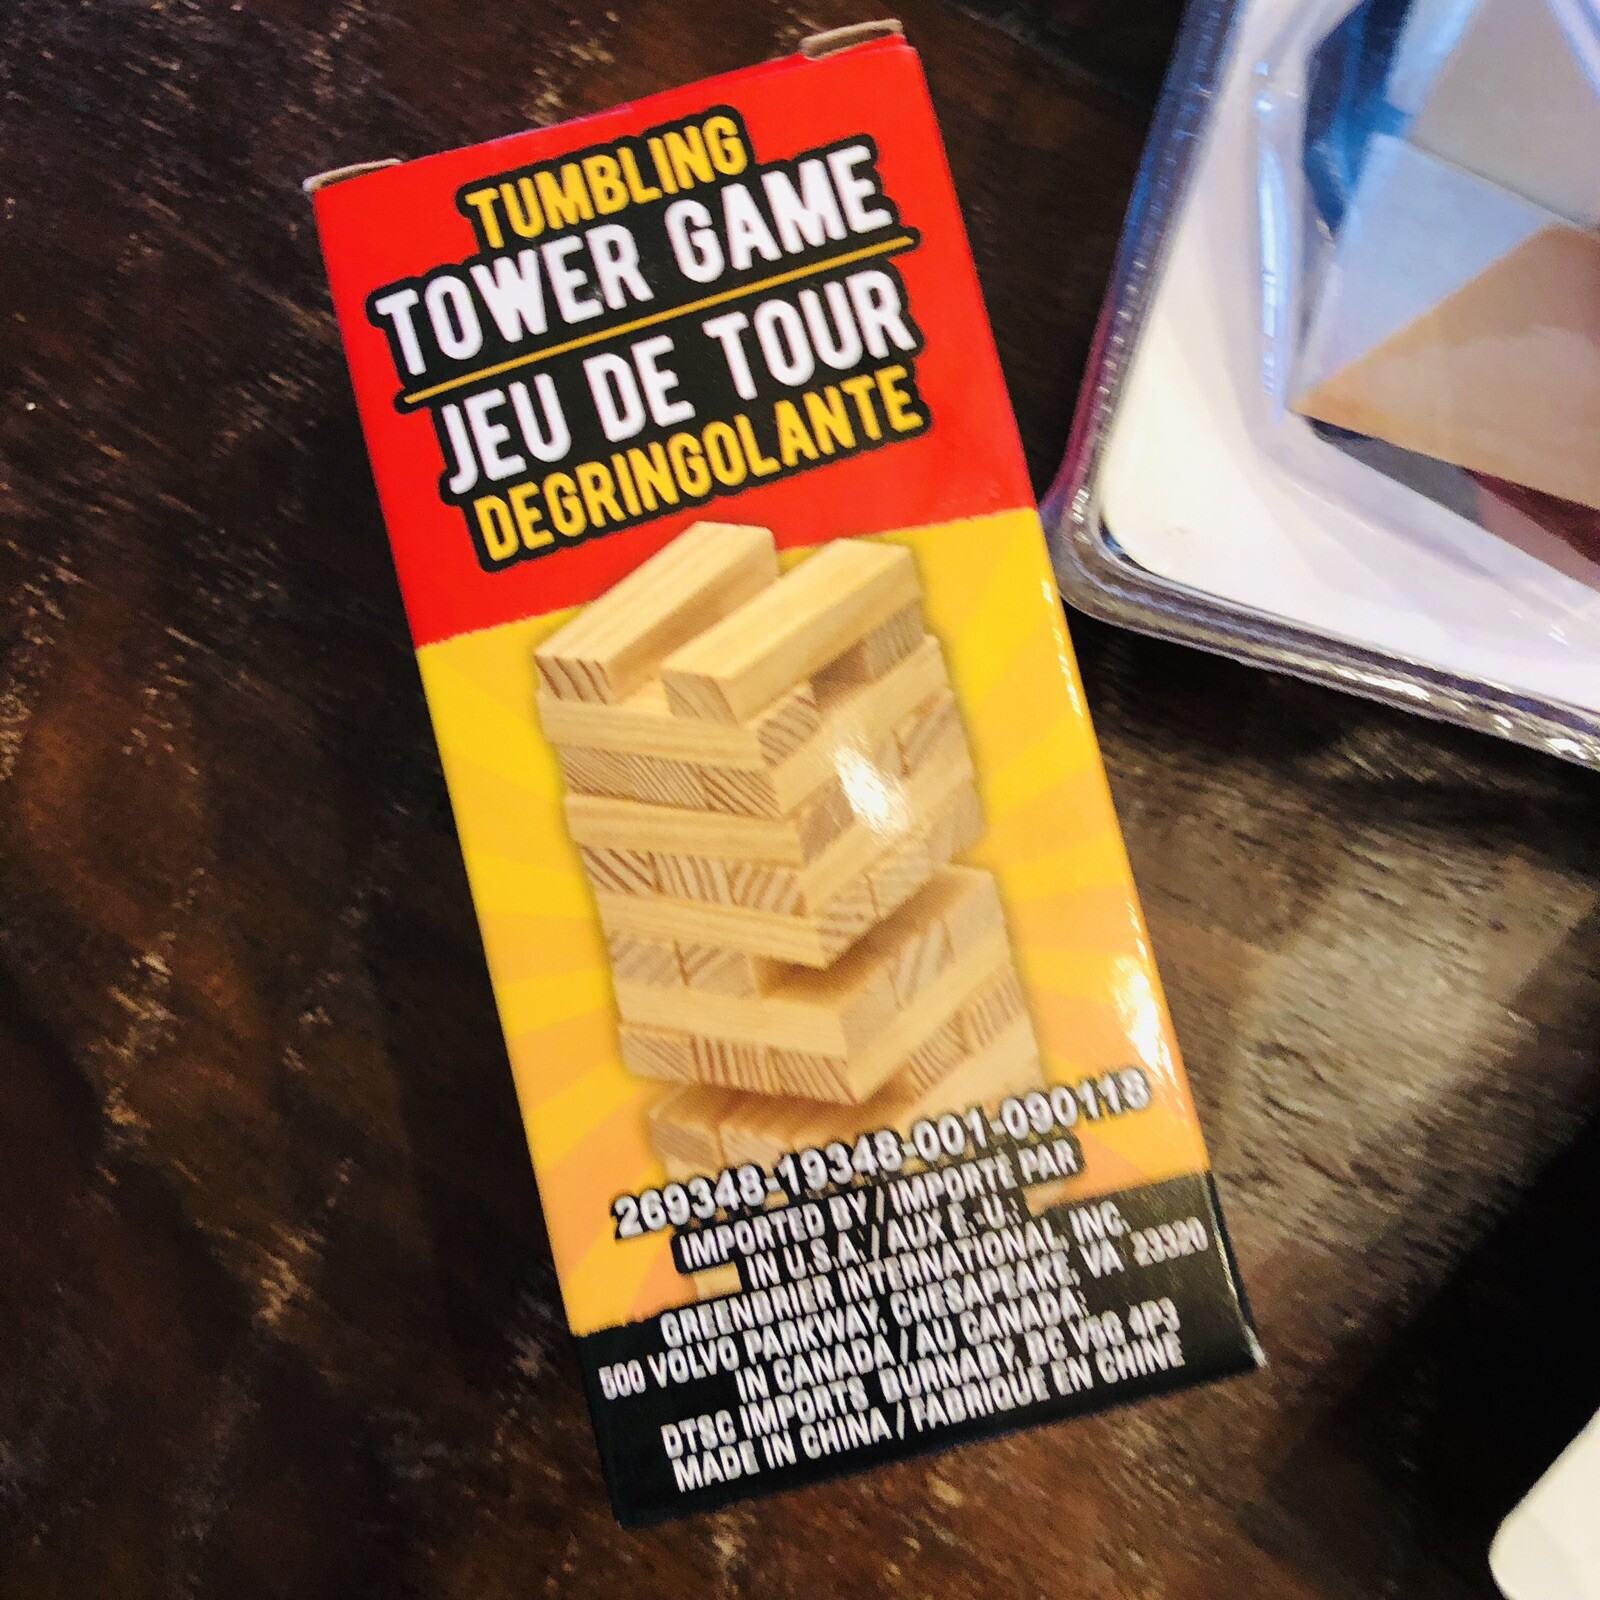 TUMBLING
TOWER GAME
JEU DE TOUR
DEGRINGOLANTE
269348-19348-001-090118
IMPORTED BY / IMPORTÉ PAR
IN U.S.A. / AUX É.-U.:
GREENBRIER INTERNATIONAL, INC.
500 VOLVO PARKWAY, CHESAPEAKE, VA 23320
IN CANADA / AU CANADA:
DTSC IMPORTS BURNABY, BC V5G 4P3
MADE IN CHINA / FABRIQUÉ EN CHINE